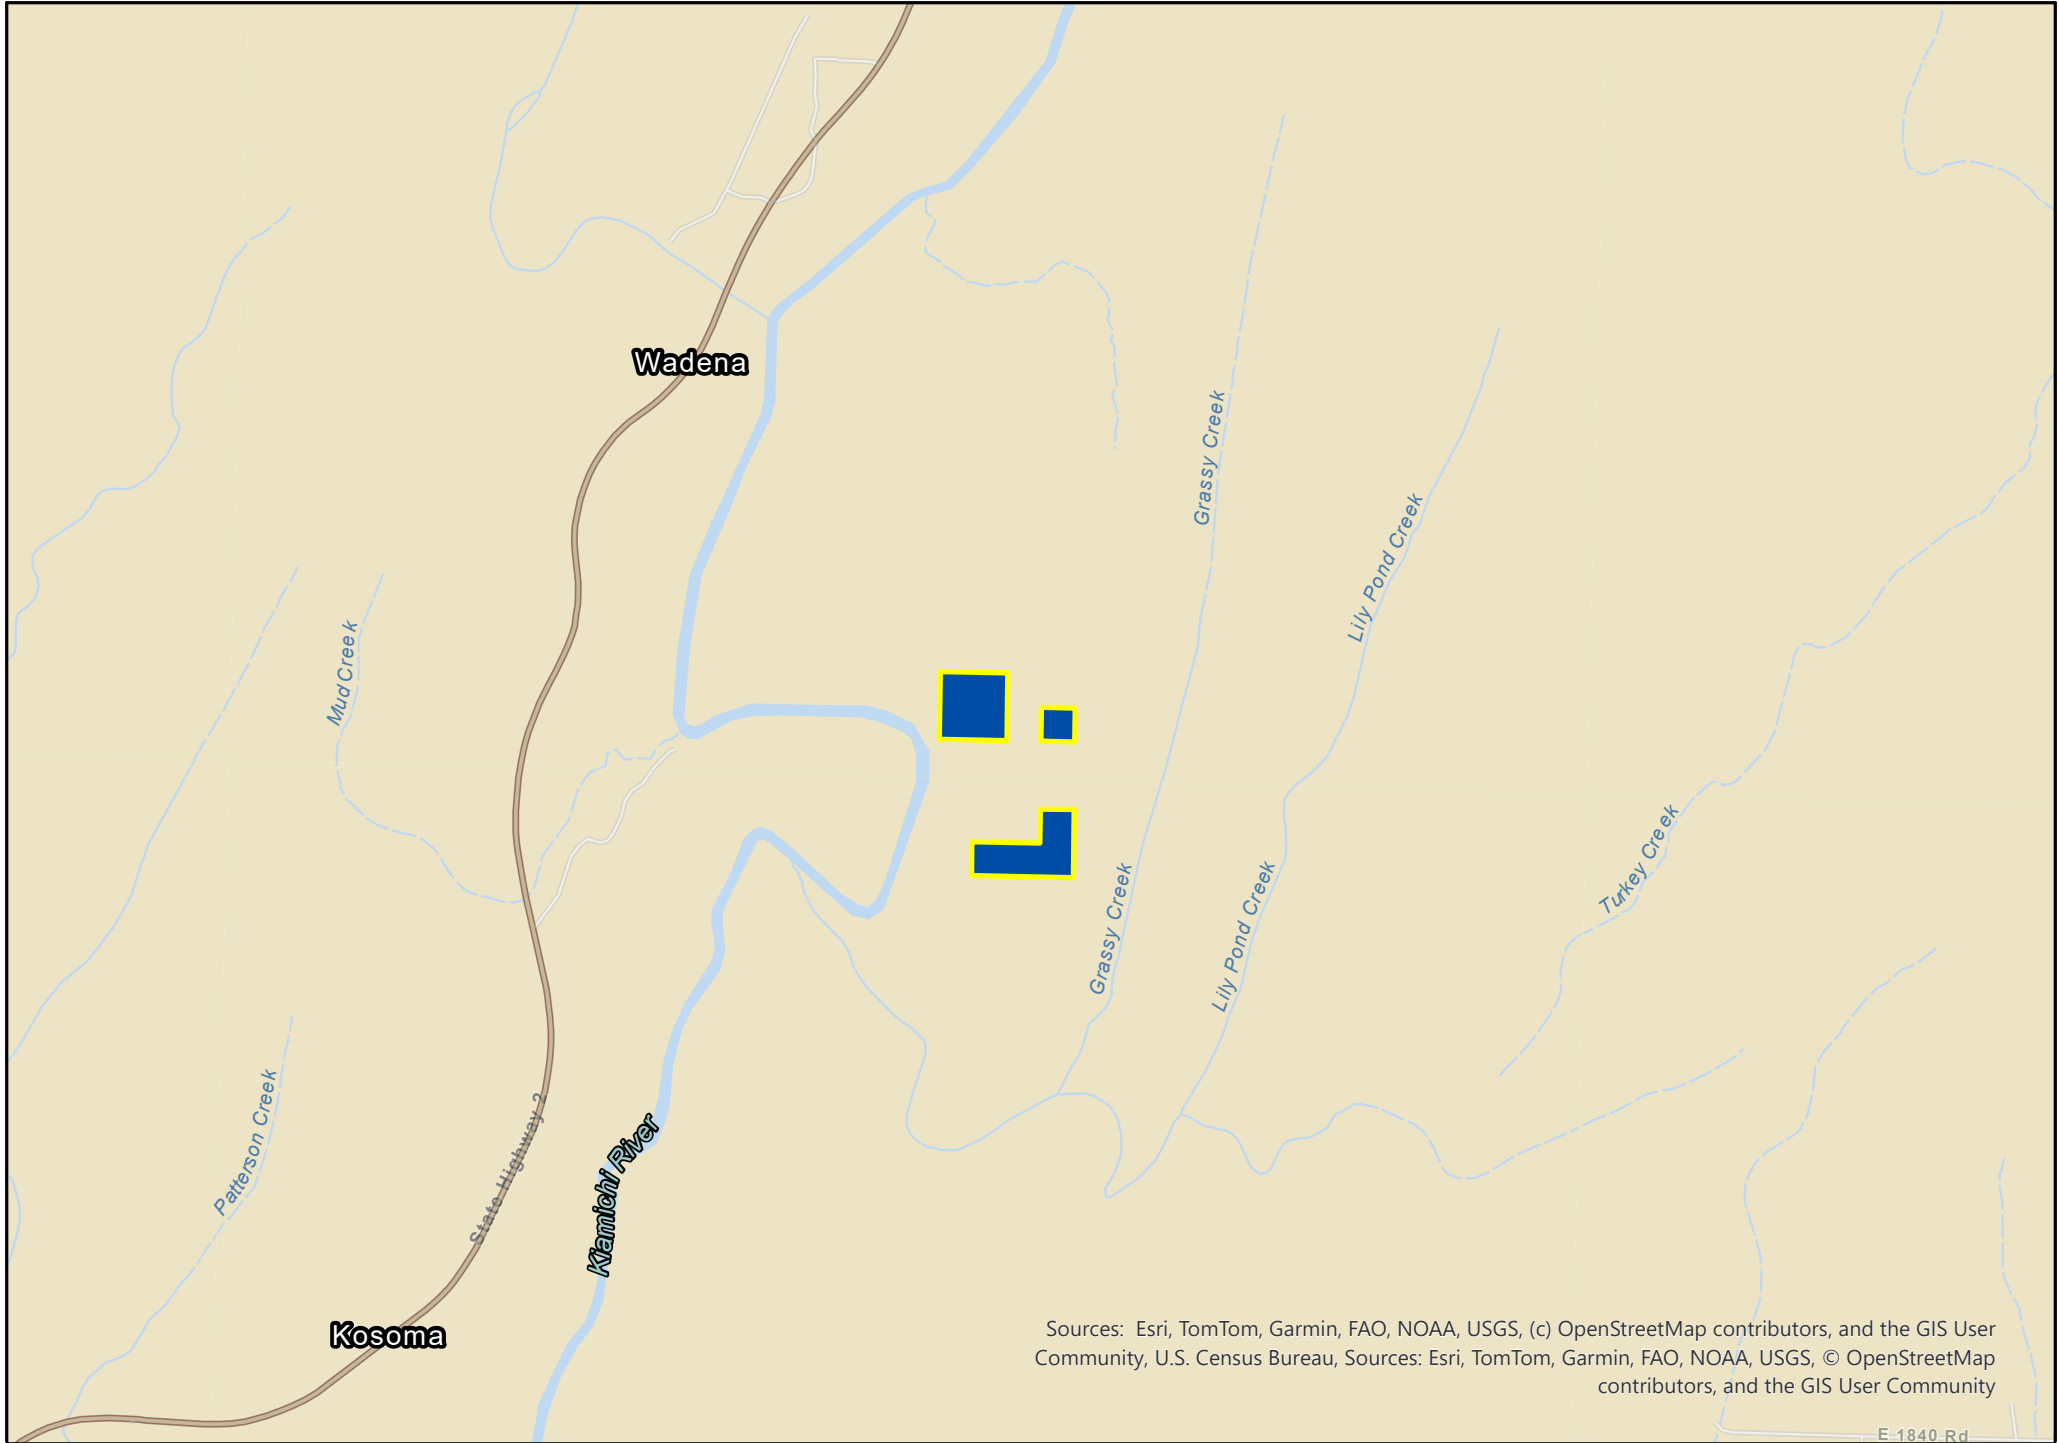 Wadena
Grassy Creek
Lily Pond Creek
Mud Creek
Turkey Creek
Grassy Creek
Lily Pond Creek
Patterson Creek
State Highway 2
Kiamichi River
Kosoma
Sources: Esri, TomTom, Garmin, FAO, NOAA, USGS, (c) OpenStreetMap contributors, and the GIS User
Community, U.S. Census Bureau, Sources: Esri, TomTom, Garmin, FAO, NOAA, USGS, © OpenStreetMap
contributors, and the GIS User Community
E 1840 Rd